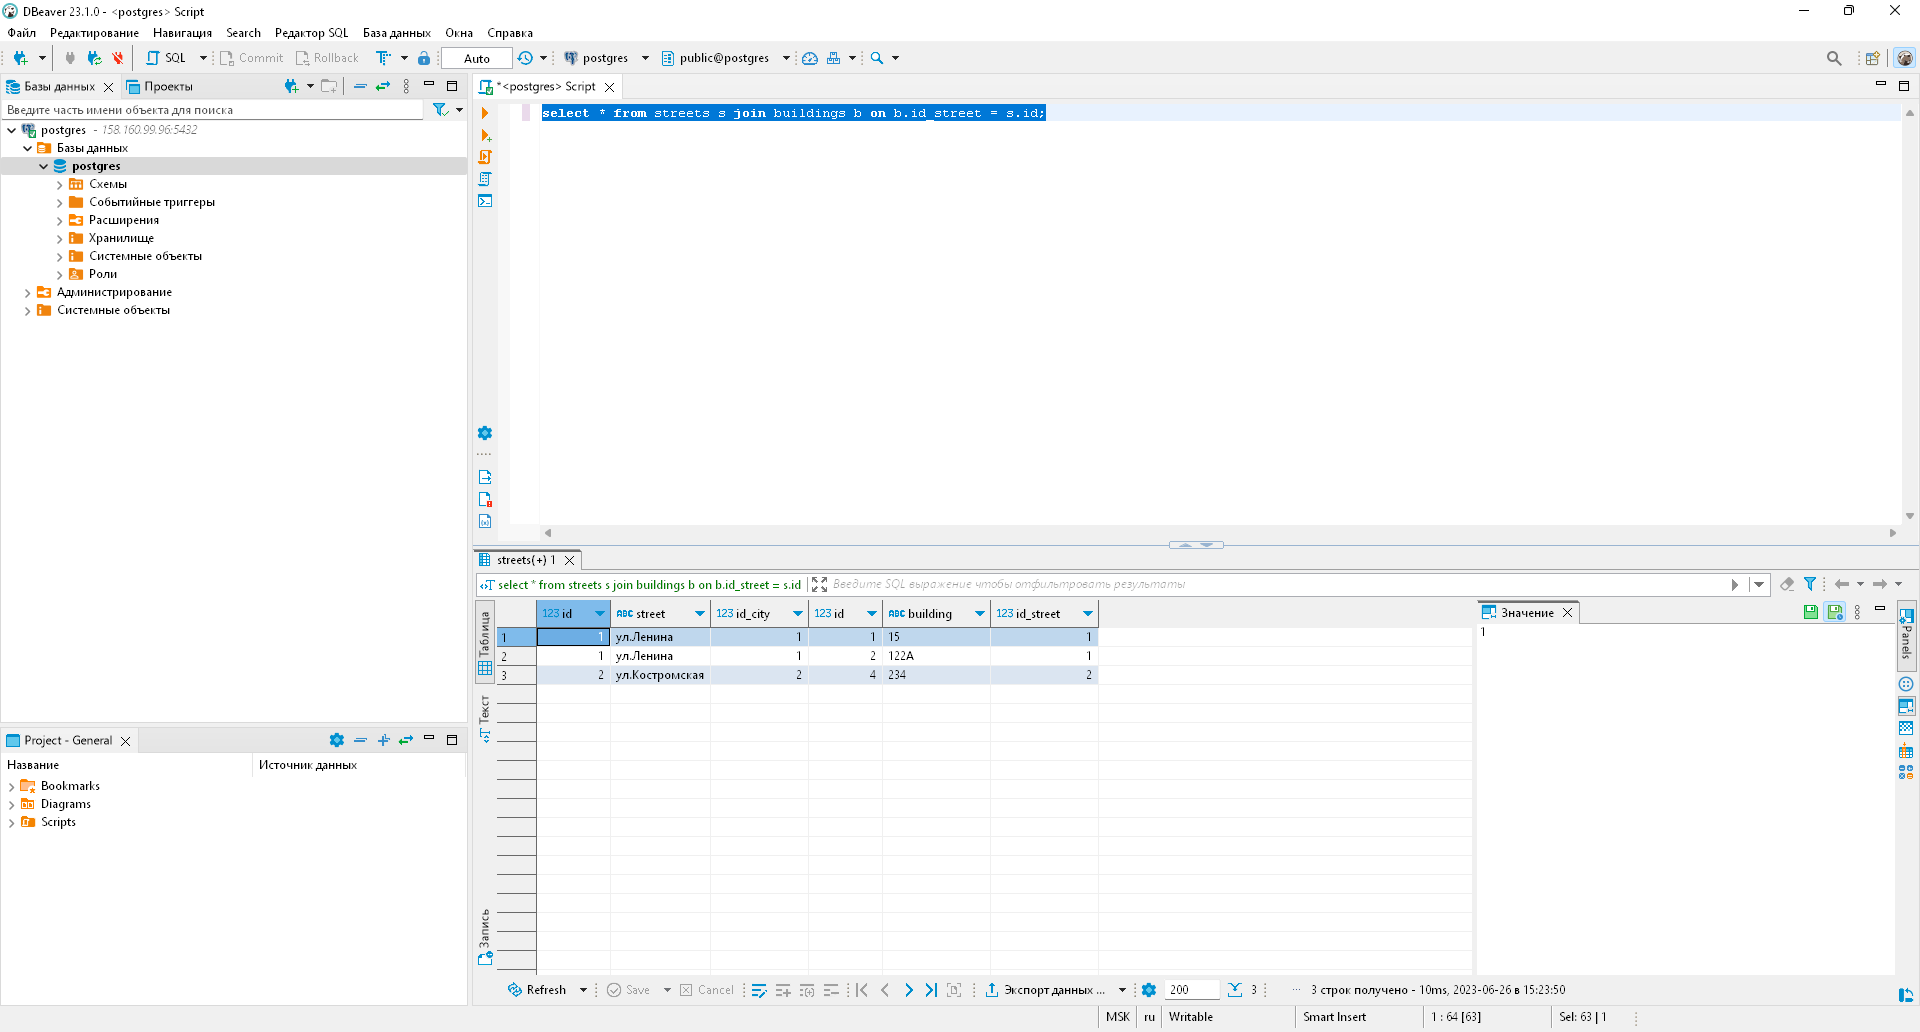 DBeaver 23.1.0 - <postgres> Script
Файл Редактирование Навигация Search Редактор SQL База данных Окна Справка
SQL Commit Rollback Auto postgres public@postgres
Базы данных Проекты
Введите часть имени объекта для поиска
postgres - 158.160.99.96:5432
Базы данных
postgres
Схемы
Событийные триггеры
Расширения
Хранилище
Системные объекты
Роли
Администрирование
Системные объекты
Project - General
Название Источник данных
Bookmarks
Diagrams
Scripts
*<postgres> Script
select * from streets s join buildings b on b.id_street = s.id;
streets(+) 1
select * from streets s join buildings b on b.id_street = s.id Введите SQL выражение чтобы отфильтровать результаты
Таблица
Текст
Запись
123 id ABC street 123 id_city 123 id ABC building 123 id_street
1 1 ул.Ленина 1 1 15 1
2 1 ул.Ленина 1 2 122А 1
3 2 ул.Костромская 2 4 234 2
Значение
1
Panels
Refresh Save Cancel Экспорт данных ... 200 3 ... 3 строк получено - 10ms, 2023-06-26 в 15:23:50
MSK ru Writable Smart Insert 1 : 64 [63] Sel: 63 | 1